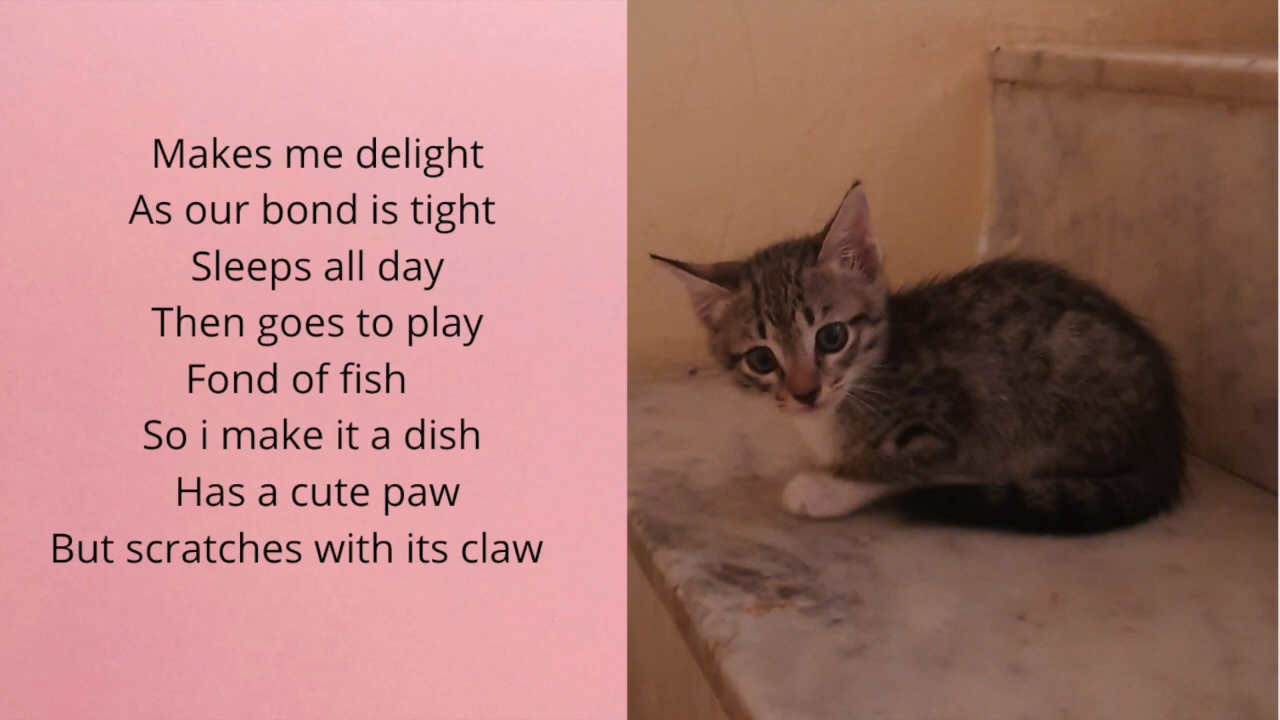 Makes me delight
As our bond is tight
Sleeps all day
Then goes to play
Fond of fish
So i make it a dish
Has a cute paw
But scratches with its claw